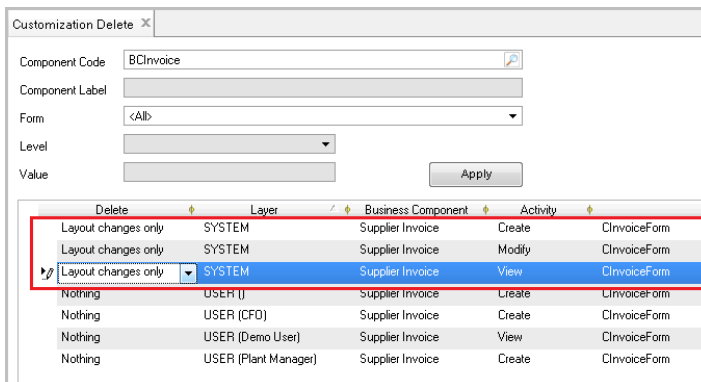 Customization Delete
Component Code BCInvoice
Component Label
Form <All>
Level
Value Apply
Delete Layer Business Component Activity
Layout changes only SYSTEM Supplier Invoice Create CInvoiceForm
Layout changes only SYSTEM Supplier Invoice Modify CInvoiceForm
Layout changes only SYSTEM Supplier Invoice View CInvoiceForm
Nothing USER () Supplier Invoice Create CInvoiceForm
Nothing USER (CFO) Supplier Invoice Create CInvoiceForm
Nothing USER (Demo User) Supplier Invoice View CInvoiceForm
Nothing USER (Plant Manager) Supplier Invoice Create CInvoiceForm